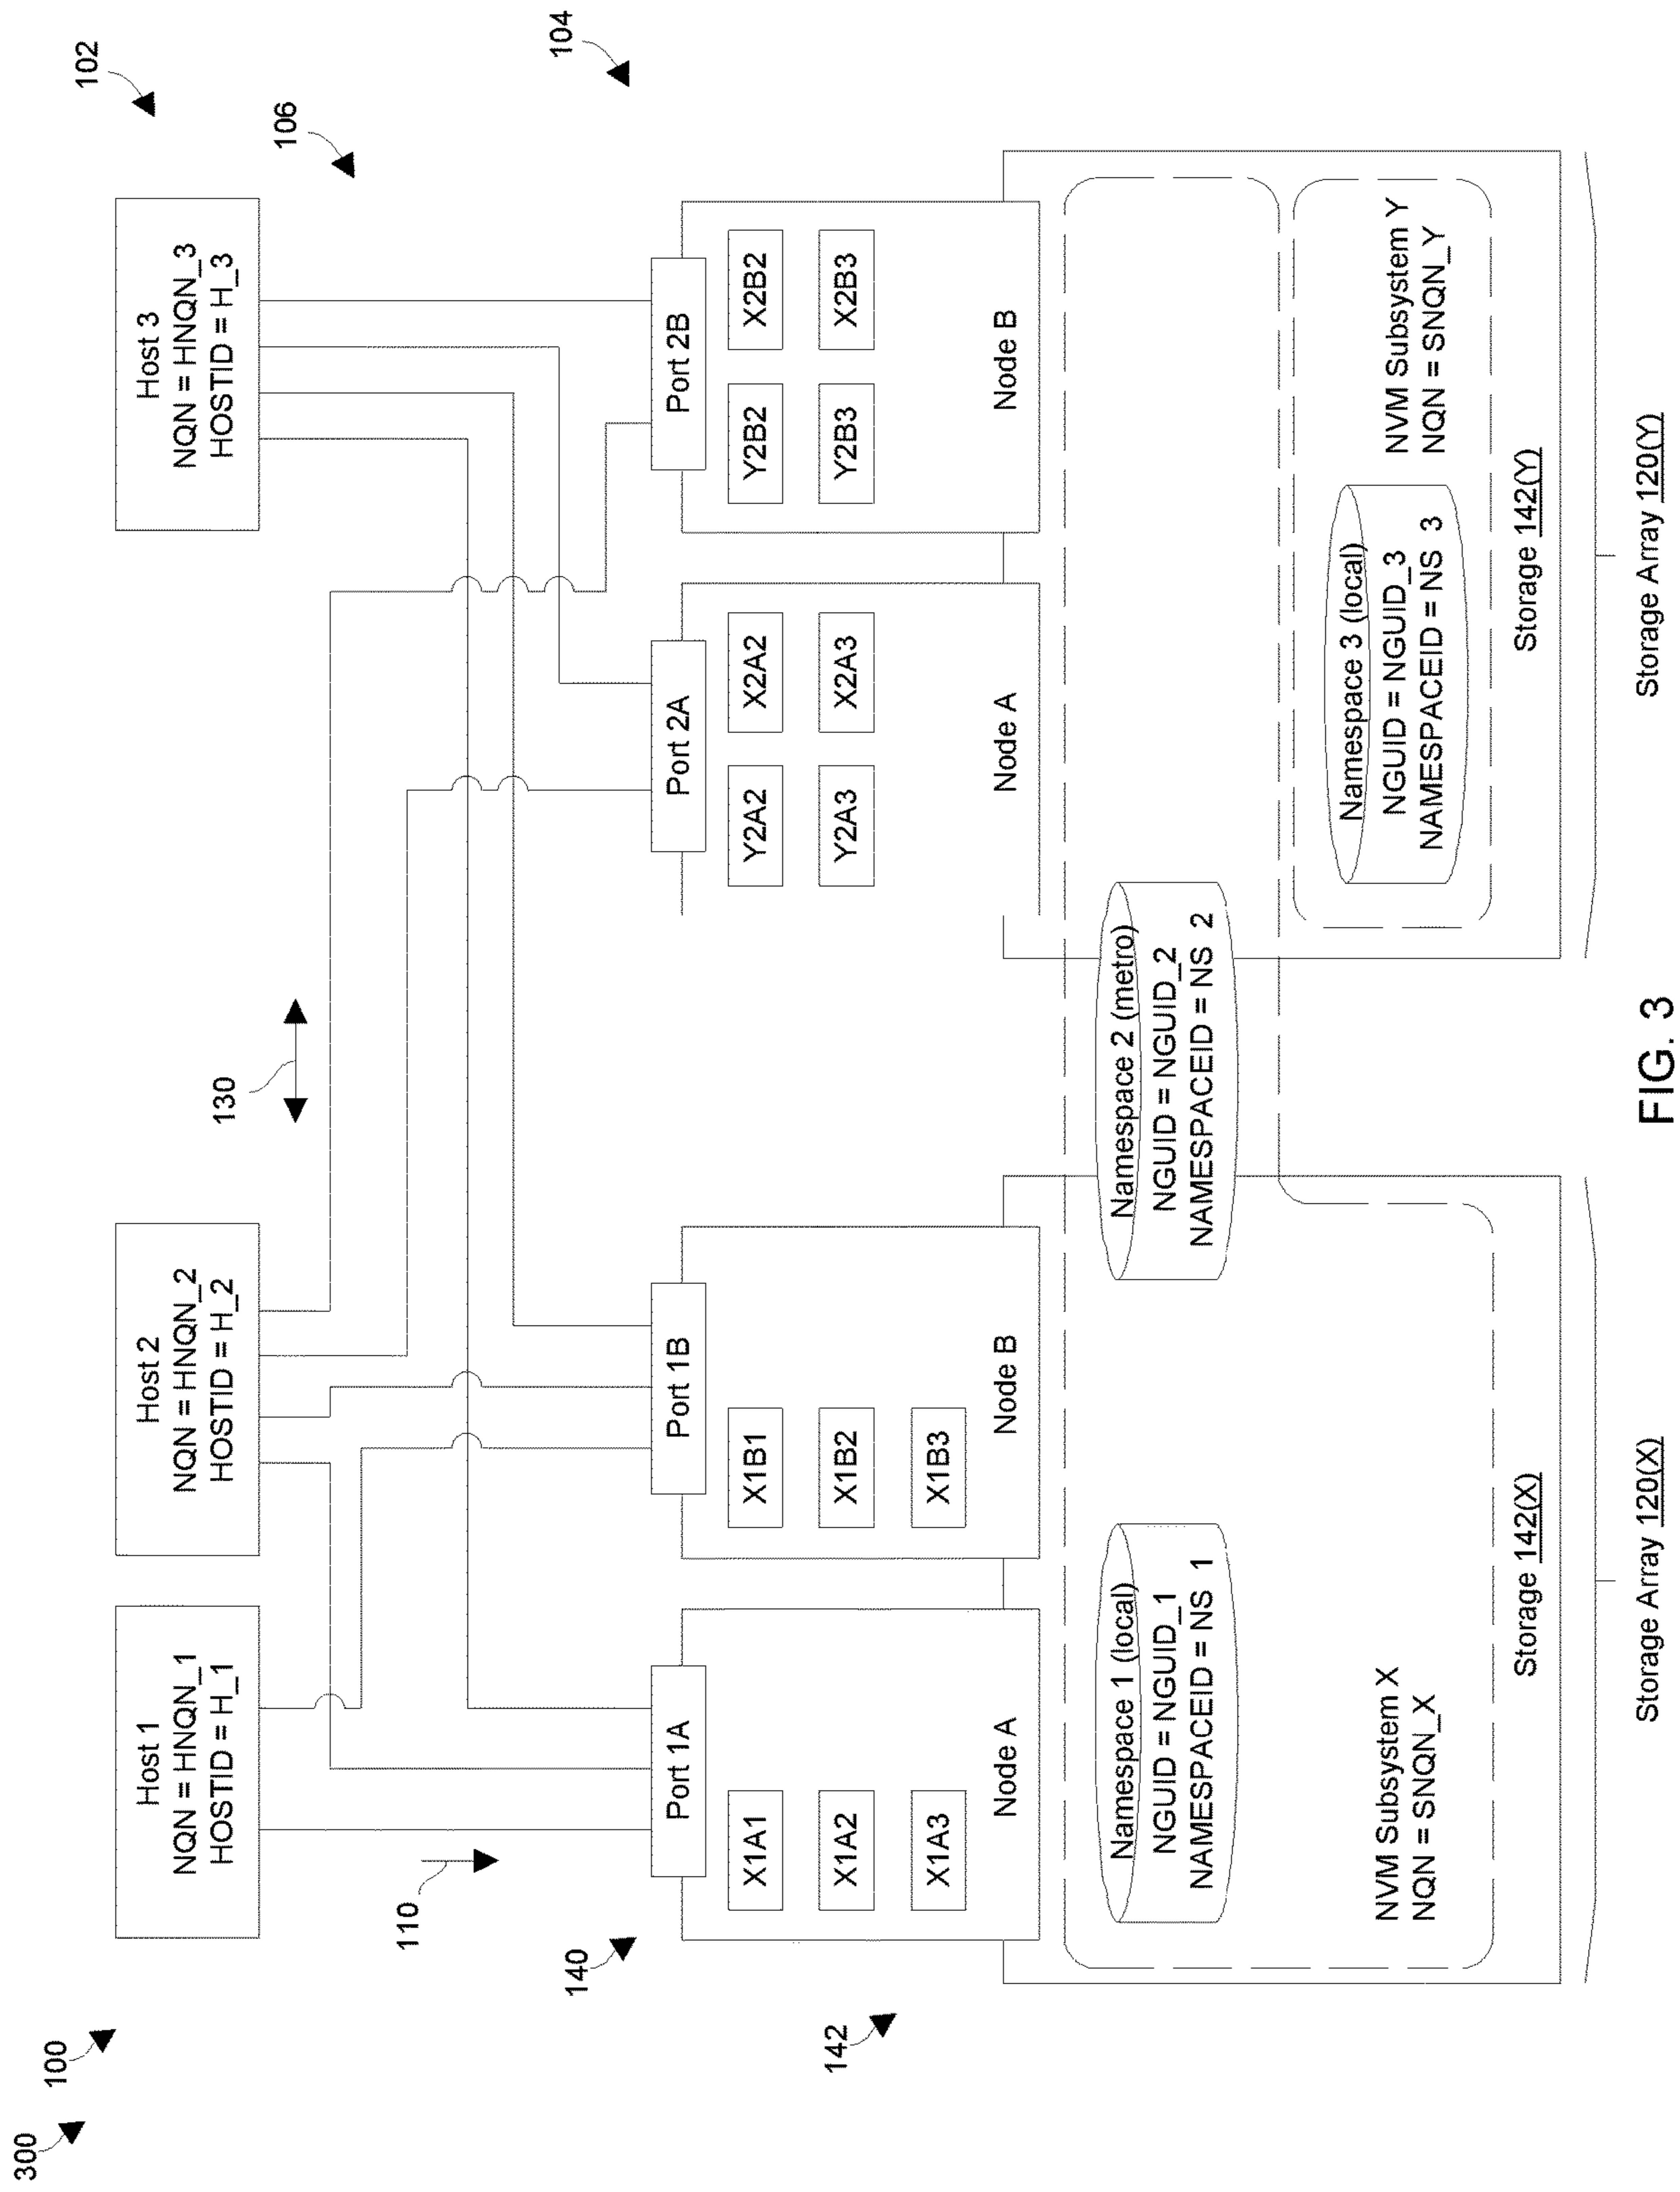 300
100
102
106
104
Host 1
NQN = HNQN_1
HOSTID = H_1
Host 2
NQN = HNQN_2
HOSTID = H_2
Host 3
NQN = HNQN_3
HOSTID = H_3
110
130
140
142
Port 1A
X1A1
X1A2
X1A3
Node A
Port 1B
X1B1
X1B2
X1B3
Node B
Port 2A
Y2A2
X2A2
Y2A3
X2A3
Node A
Port 2B
Y2B2
X2B2
Y2B3
X2B3
Node B
Namespace 1 (local)
NGUID = NGUID_1
NAMESPACEID = NS 1
NVM Subsystem X
NQN = SNQN_X
Namespace 2 (metro)
NGUID = NGUID_2
NAMESPACEID = NS 2
Namespace 3 (local)
NGUID = NGUID_3
NAMESPACEID = NS 3
NVM Subsystem Y
NQN = SNQN_Y
Storage 142(X)
Storage 142(Y)
Storage Array 120(X)
Storage Array 120(Y)
FIG. 3